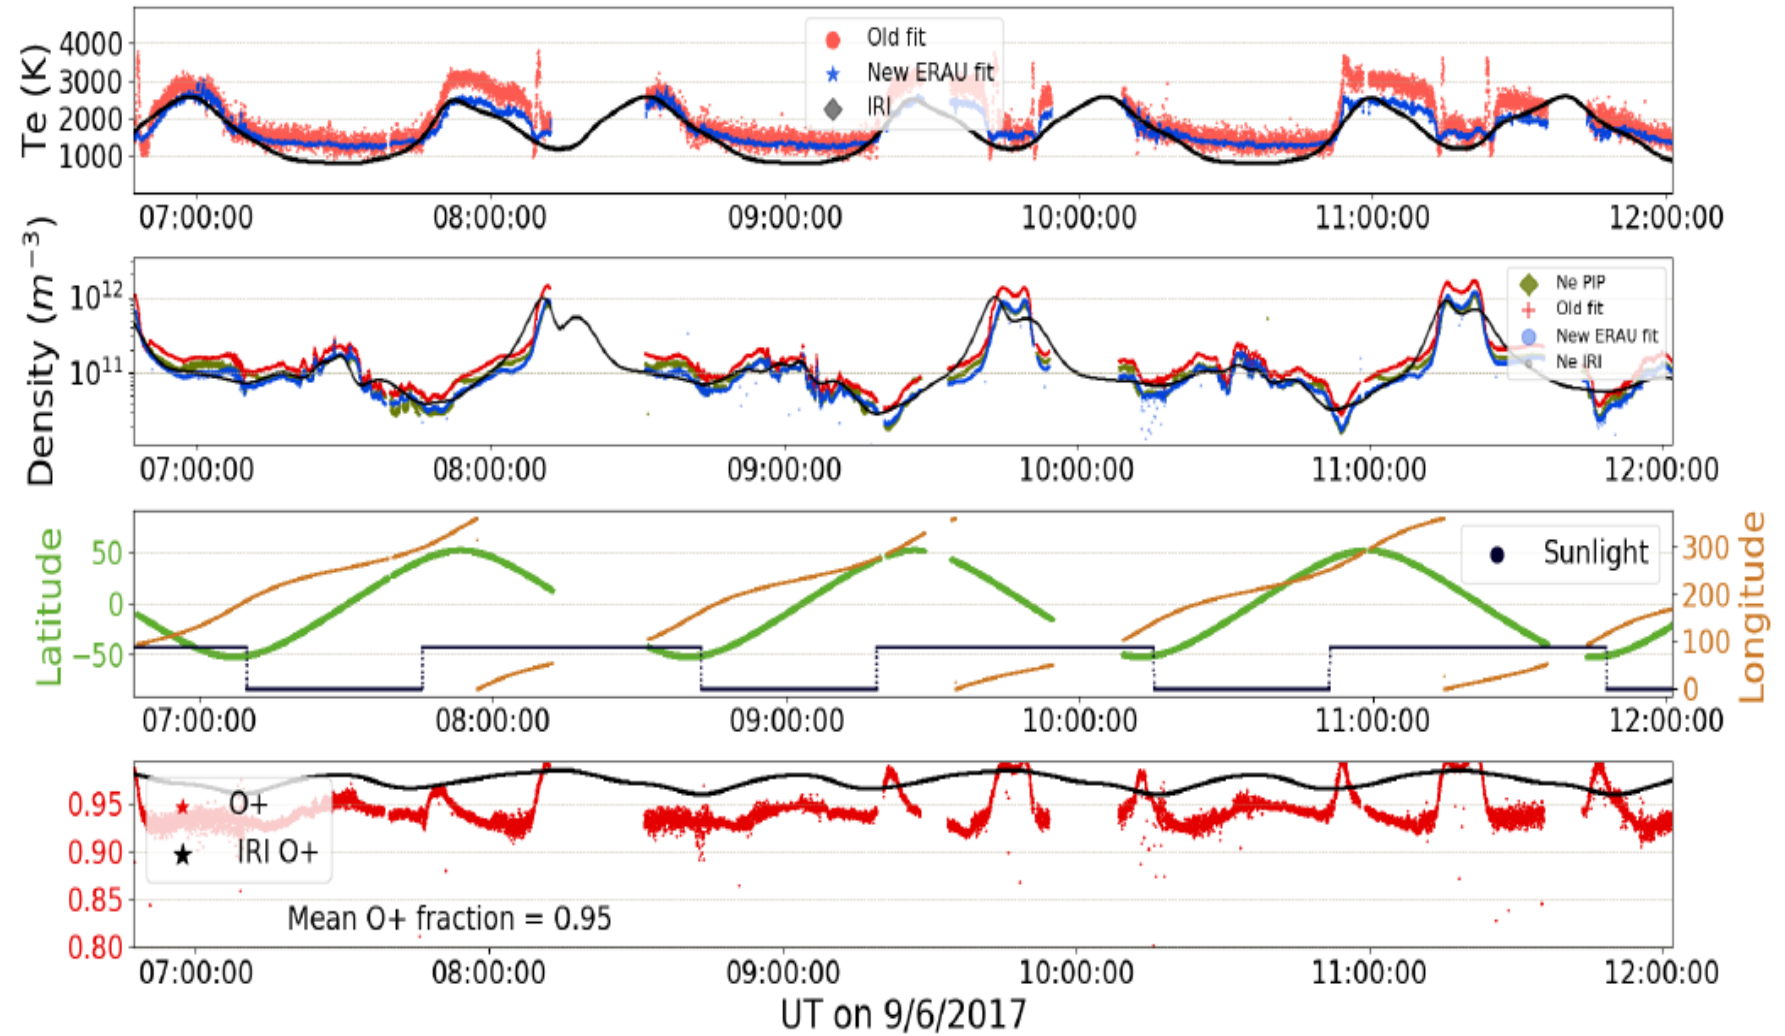 Te (K)
4000
3000
2000
1000
Old fit
New ERAU fit
IRI
07:00:00 08:00:00 09:00:00 10:00:00 11:00:00 12:00:00
Density (m⁻³)
10¹²
10¹¹
Ne PIP
Old fit
New ERAU fit
Ne IRI
07:00:00 08:00:00 09:00:00 10:00:00 11:00:00 12:00:00
Latitude
50
0
−50
Sunlight
300
200
100
0
Longitude
07:00:00 08:00:00 09:00:00 10:00:00 11:00:00 12:00:00
0.95
0.90
0.85
0.80
O+
IRI O+
Mean O+ fraction = 0.95
07:00:00 08:00:00 09:00:00 10:00:00 11:00:00 12:00:00
UT on 9/6/2017